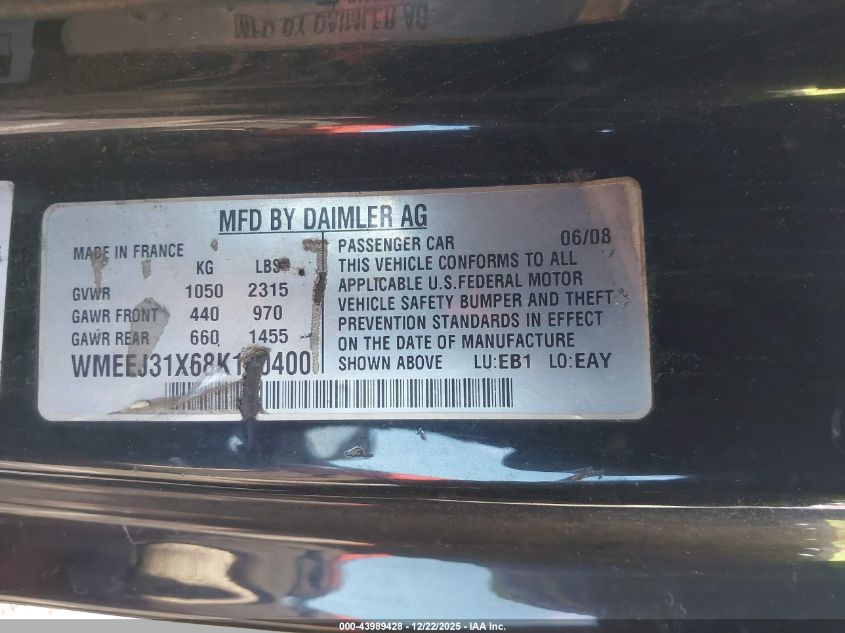 MFD BY DAIMLER AG
MADE IN FRANCE
KG LBS
GVWR 1050 2315
GAWR FRONT 440 970
GAWR REAR 660 1455
PASSENGER CAR 06/08
THIS VEHICLE CONFORMS TO ALL
APPLICABLE U.S.FEDERAL MOTOR
VEHICLE SAFETY BUMPER AND THEFT
PREVENTION STANDARDS IN EFFECT
ON THE DATE OF MANUFACTURE
SHOWN ABOVE LU:EB1 LO:EAY
000-43989428 - 12/22/2025 - IAA Inc.